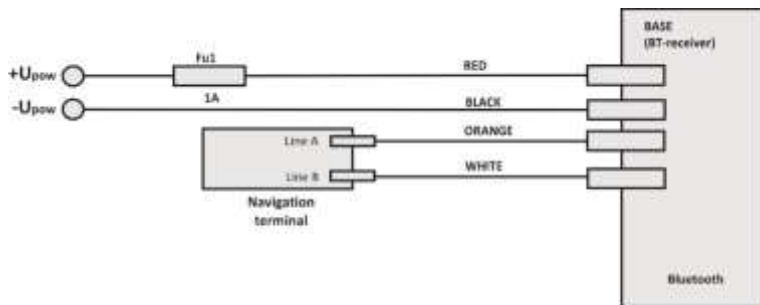 BASE
(BT-receiver)
Fu1
RED
+Upow
1A
BLACK
-Upow
ORANGE
Line A
WHITE
Line B
Navigation
terminal
Bluetooth